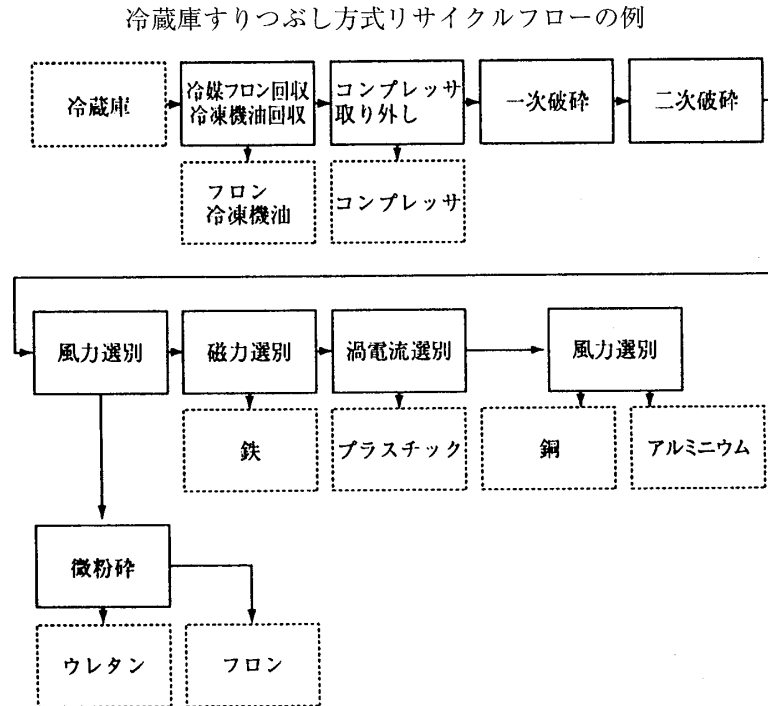 冷蔵庫すりつぶし方式リサイクルフローの例
冷蔵庫
冷媒フロン回収
冷凍機油回収
コンプレッサ
取り外し
一次破砕
二次破砕
フロン
冷凍機油
コンプレッサ
風力選別
磁力選別
渦電流選別
風力選別
鉄
プラスチック
銅
アルミニウム
微粉砕
ウレタン
フロン